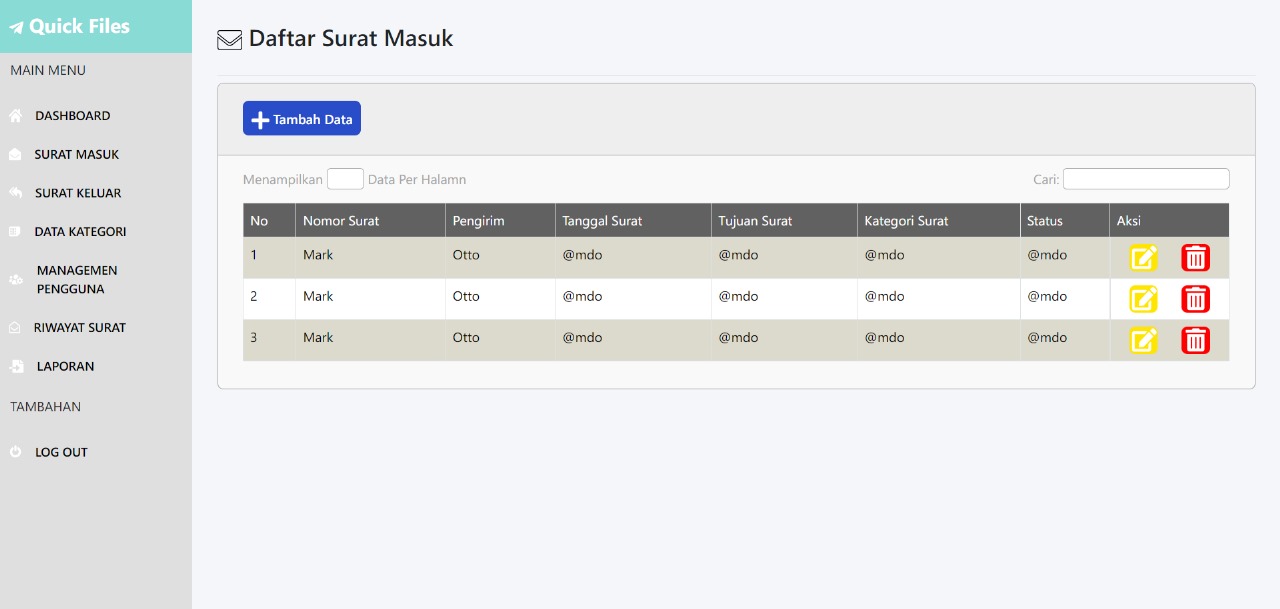 Quick Files
MAIN MENU
DASHBOARD
SURAT MASUK
SURAT KELUAR
DATA KATEGORI
MANAGEMEN
PENGGUNA
RIWAYAT SURAT
LAPORAN
TAMBAHAN
LOG OUT
Daftar Surat Masuk
Tambah Data
Menampilkan Data Per Halamn Cari:
No Nomor Surat Pengirim Tanggal Surat Tujuan Surat Kategori Surat Status Aksi
1 Mark Otto @mdo @mdo @mdo @mdo
2 Mark Otto @mdo @mdo @mdo @mdo
3 Mark Otto @mdo @mdo @mdo @mdo